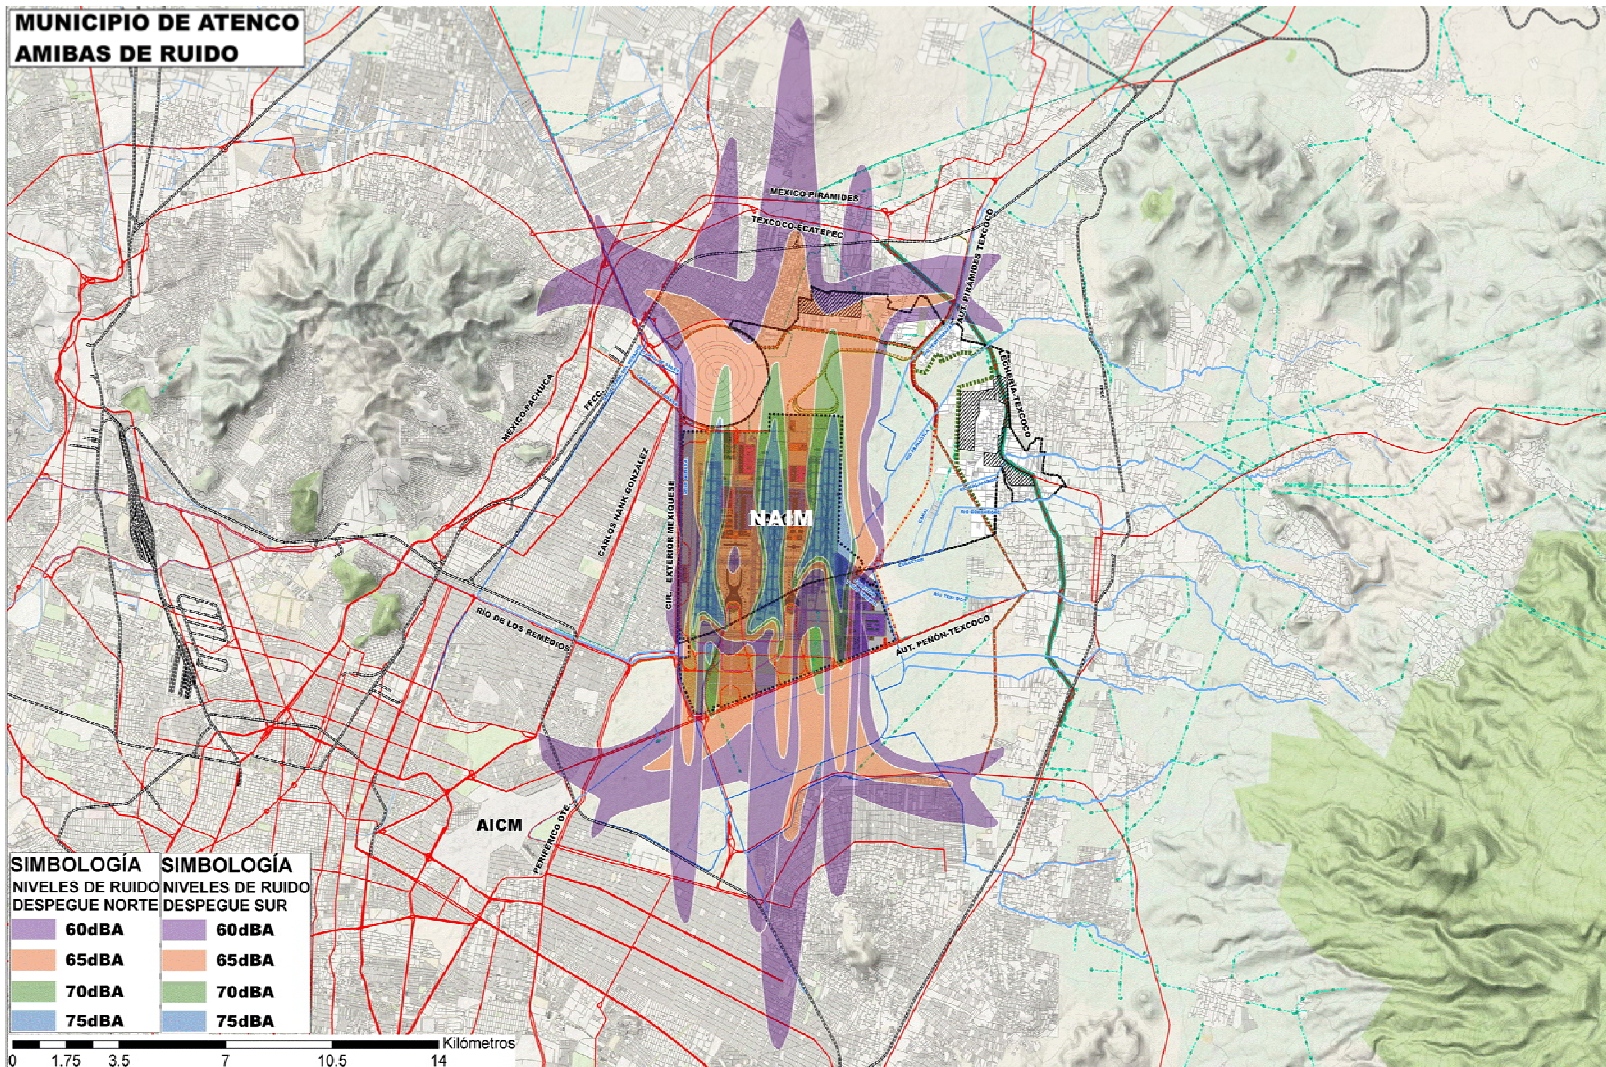 MUNICIPIO DE ATENCO
AMIBAS DE RUIDO
MEXICO-PIRAMIDES
TEXCOCO-ECATEPEC
AUT. PIRAMIDES TEXCOCO
LECHERIA-TEXCOCO
MEXICO-PACHUCA
FFCC.
CARLOS HANK GONZALEZ
CIR. EXTERIOR MEXIQUESE
NAIM
RIO DE LOS REMEDIOS
AUT. PEÑON-TEXCOCO
AICM
PERIFERICO OTE.
SIMBOLOGÍA
NIVELES DE RUIDO
DESPEGUE NORTE
60dBA
65dBA
70dBA
75dBA
SIMBOLOGÍA
NIVELES DE RUIDO
DESPEGUE SUR
60dBA
65dBA
70dBA
75dBA
Kilómetros
0 1.75 3.5 7 10.5 14